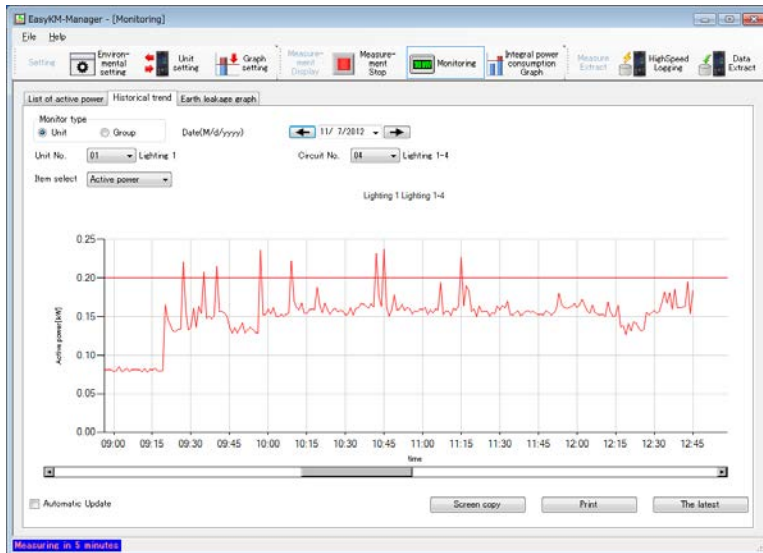 EasyKM-Manager - [Monitoring]
File Help
Setting
Environ-
mental
setting
Unit
setting
Graph
setting
Measure-
ment
Display
Measure-
ment
Stop
Monitoring
Integral power
consumption
Graph
Measure
Extract
HighSpeed
Logging
Data
Extract
List of active power Historical trend Earth leakage graph
Monitor type
Unit Group Date(M/d/yyyy) 11/ 7/2012
Unit No. 01 Lighting 1 Circuit No. 04 Lighting 1-4
Item select Active power
Lighting 1 Lighting 1-4
0.25
0.20
0.15
0.10
0.05
0.00
Active power[kW]
09:00 09:15 09:30 09:45 10:00 10:15 10:30 10:45 11:00 11:15 11:30 11:45 12:00 12:15 12:30 12:45
time
Automatic Update Screen copy Print The latest
Measuring in 5 minutes